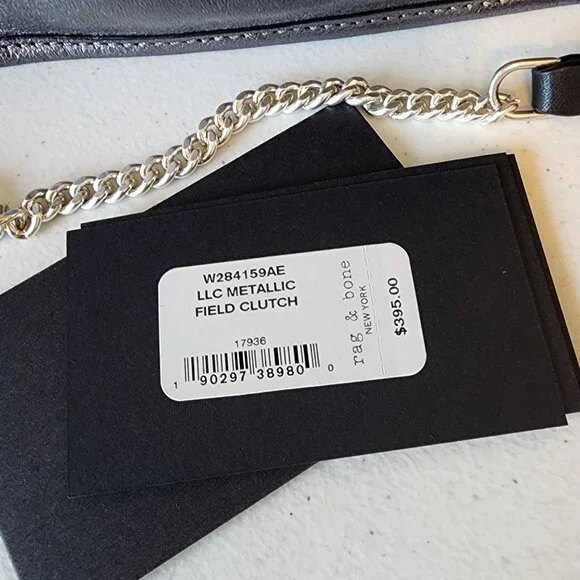 W284159AE
LLC METALLIC
FIELD CLUTCH
17936
1 90297 38980 0
rag & bone
NEW YORK
$395.00